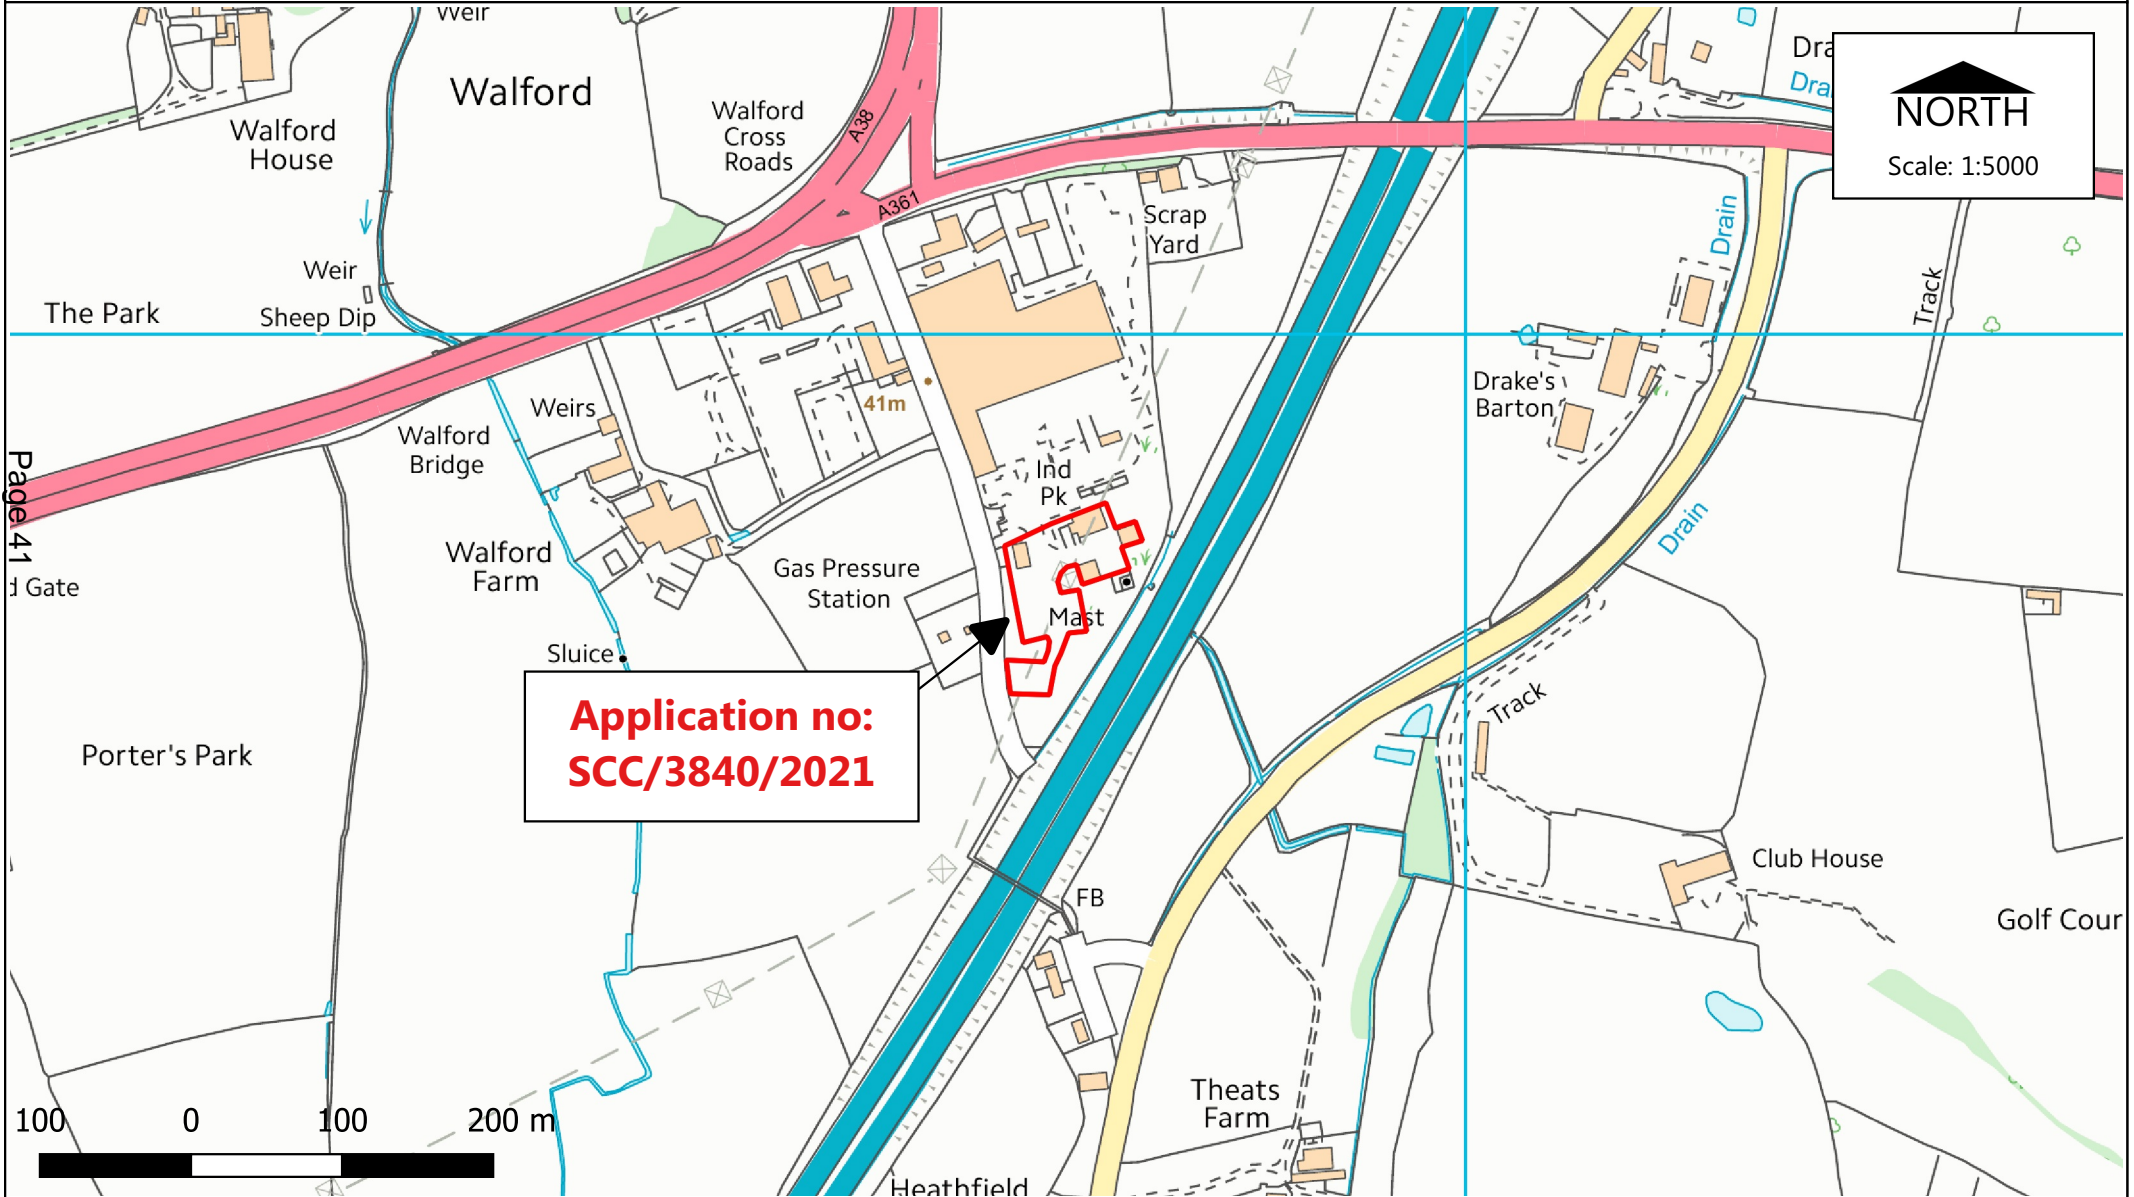 Weir
Walford
Walford
House
Walford
Cross
Roads
A38
A361
Scrap
Yard
Dra
Drai
NORTH
Scale: 1:5000
Drain
Track
Weir
Sheep Dip
The Park
41m
Weirs
Walford
Bridge
Drake's
Barton
Page 41
d Gate
Ind
Pk
Walford
Farm
Gas Pressure
Station
Mast
Drain
Sluice
Application no:
SCC/3840/2021
Track
Porter's Park
Club House
FB
Golf Cour
Theats
Farm
100 0 100 200 m
Heathfield